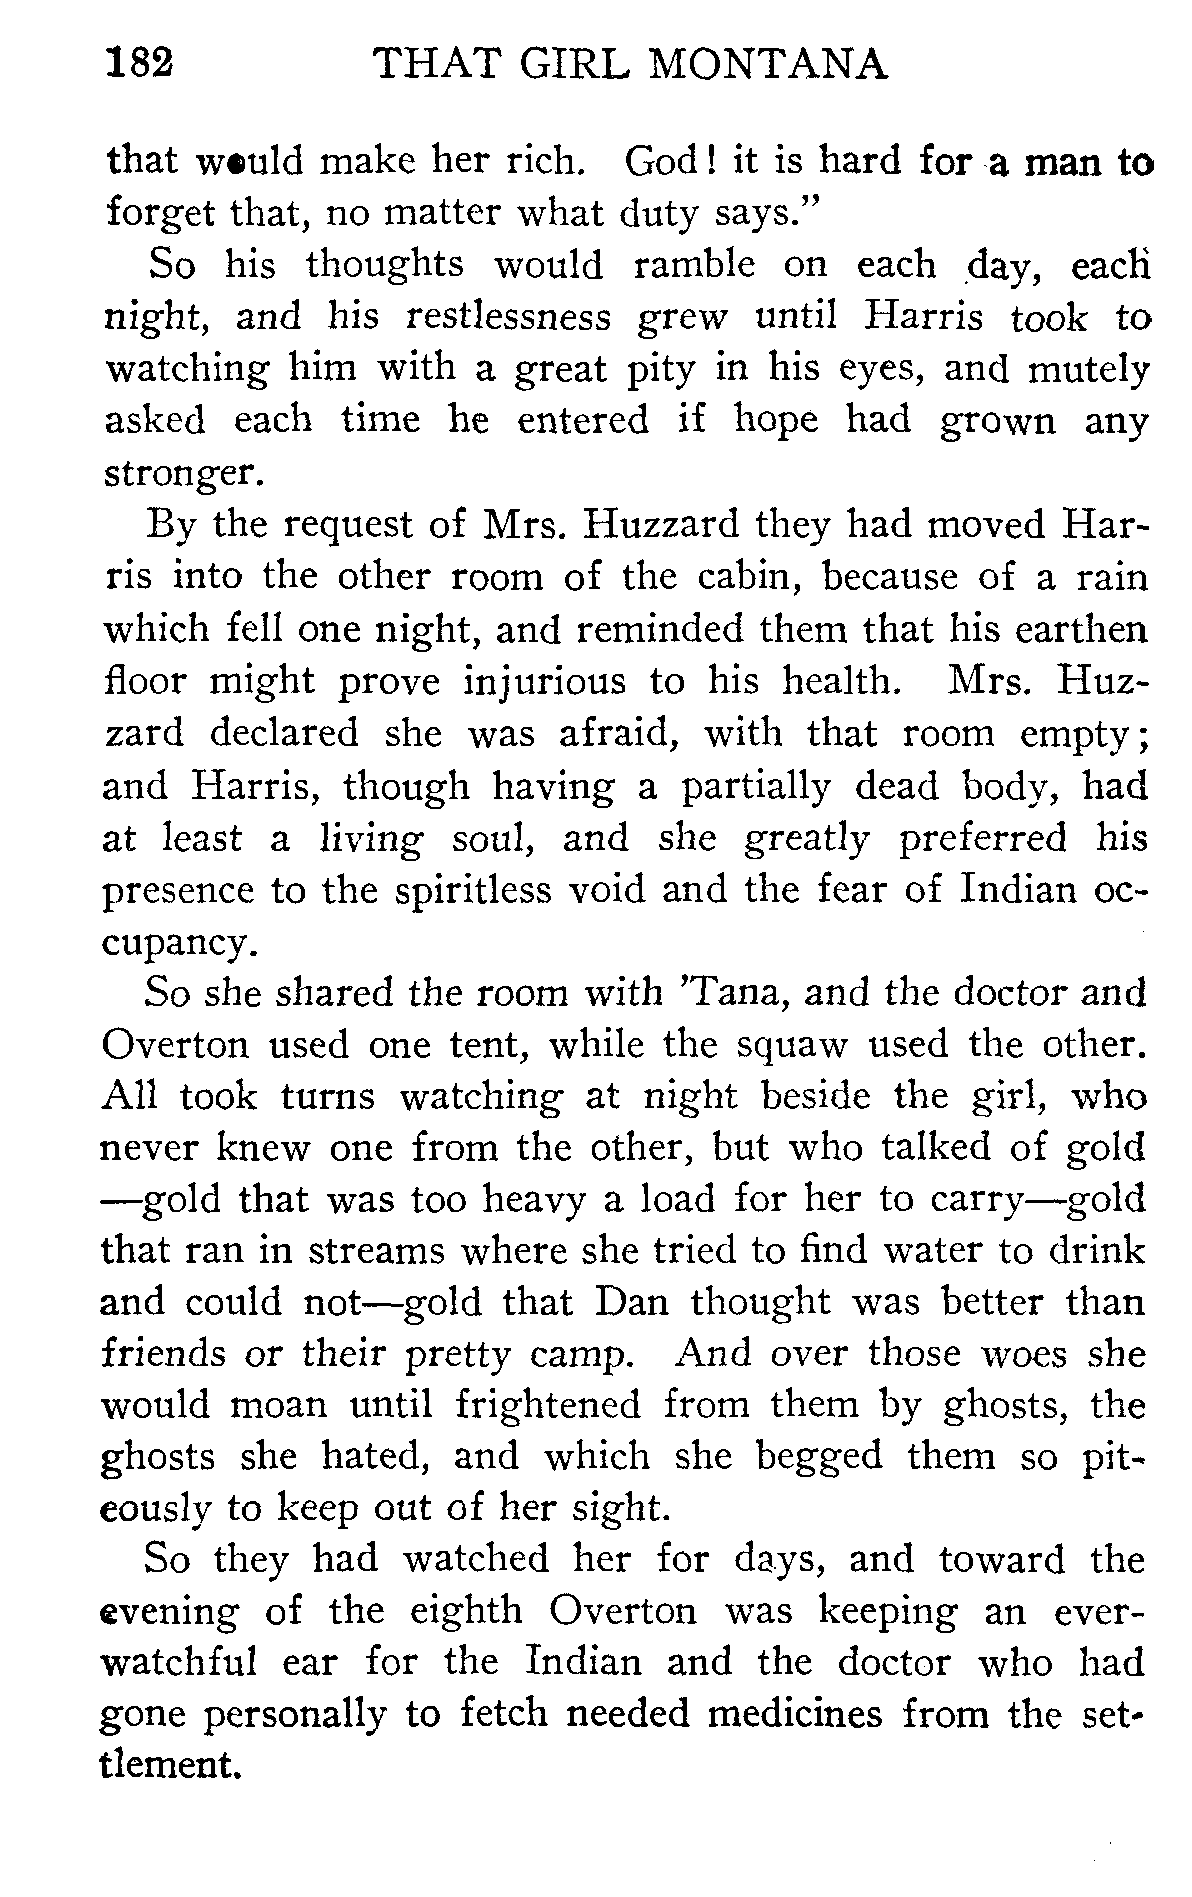 182 THAT GIRL MONTANA
that would make her rich. God! it is hard for a man to
forget that, no matter what duty says.”
So his thoughts would ramble on each day, each
night, and his restlessness grew until Harris took to
watching him with a great pity in his eyes, and mutely
asked each time he entered if hope had grown any
stronger.
By the request of Mrs. Huzzard they had moved Har-
ris into the other room of the cabin, because of a rain
which fell one night, and reminded them that his earthen
floor might prove injurious to his health. Mrs. Huz-
zard declared she was afraid, with that room empty;
and Harris, though having a partially dead body, had
at least a living soul, and she greatly preferred his
presence to the spiritless void and the fear of Indian oc-
cupancy.
So she shared the room with ’Tana, and the doctor and
Overton used one tent, while the squaw used the other.
All took turns watching at night beside the girl, who
never knew one from the other, but who talked of gold
—gold that was too heavy a load for her to carry—gold
that ran in streams where she tried to find water to drink
and could not—gold that Dan thought was better than
friends or their pretty camp. And over those woes she
would moan until frightened from them by ghosts, the
ghosts she hated, and which she begged them so pit-
eously to keep out of her sight.
So they had watched her for days, and toward the
evening of the eighth Overton was keeping an ever-
watchful ear for the Indian and the doctor who had
gone personally to fetch needed medicines from the set-
tlement.